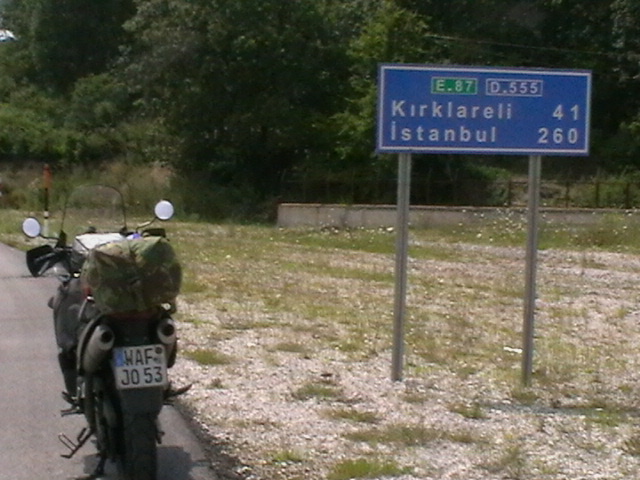 E.87 D.555
Kırklareli 41
İstanbul 260
WAF
JO 53